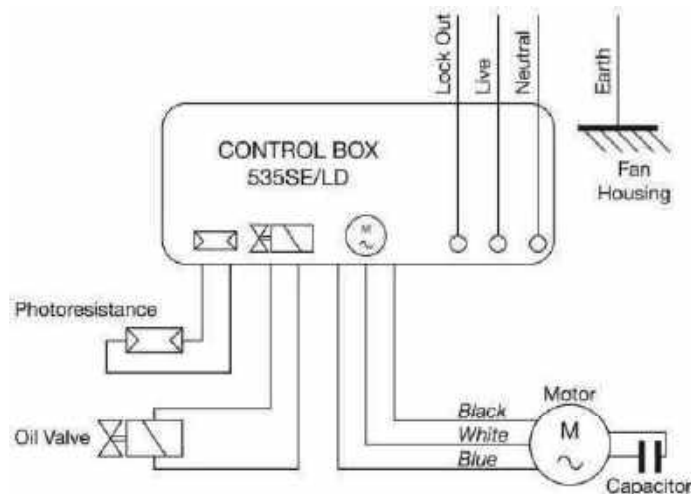 Lock Out
Live
Neutral
Earth
CONTROL BOX
535SE/LD
Fan
Housing
M
Photoresistance
Oil Valve
Black
White
Blue
Motor
M
Capacitor